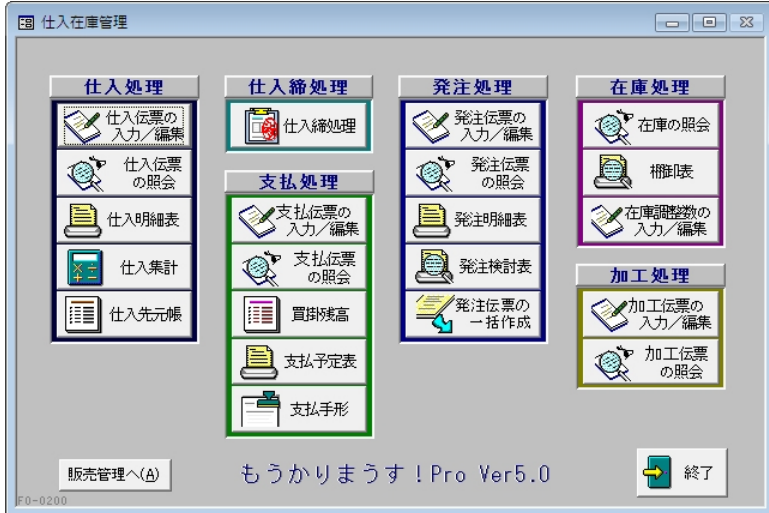 仕入在庫管理
仕入処理
仕入伝票の
入力／編集
仕入伝票
の照会
仕入明細表
仕入集計
仕入先元帳
仕入締処理
仕入締処理
支払処理
支払伝票の
入力／編集
支払伝票
の照会
買掛残高
支払予定表
支払手形
発注処理
発注伝票の
入力／編集
発注伝票
の照会
発注明細表
発注検討表
発注伝票の
一括作成
在庫処理
在庫の照会
棚卸表
在庫調整数の
入力／編集
加工処理
加工伝票の
入力／編集
加工伝票
の照会
販売管理へ(A)
もうかりまうす！Pro Ver5.0
終了
FO-0200